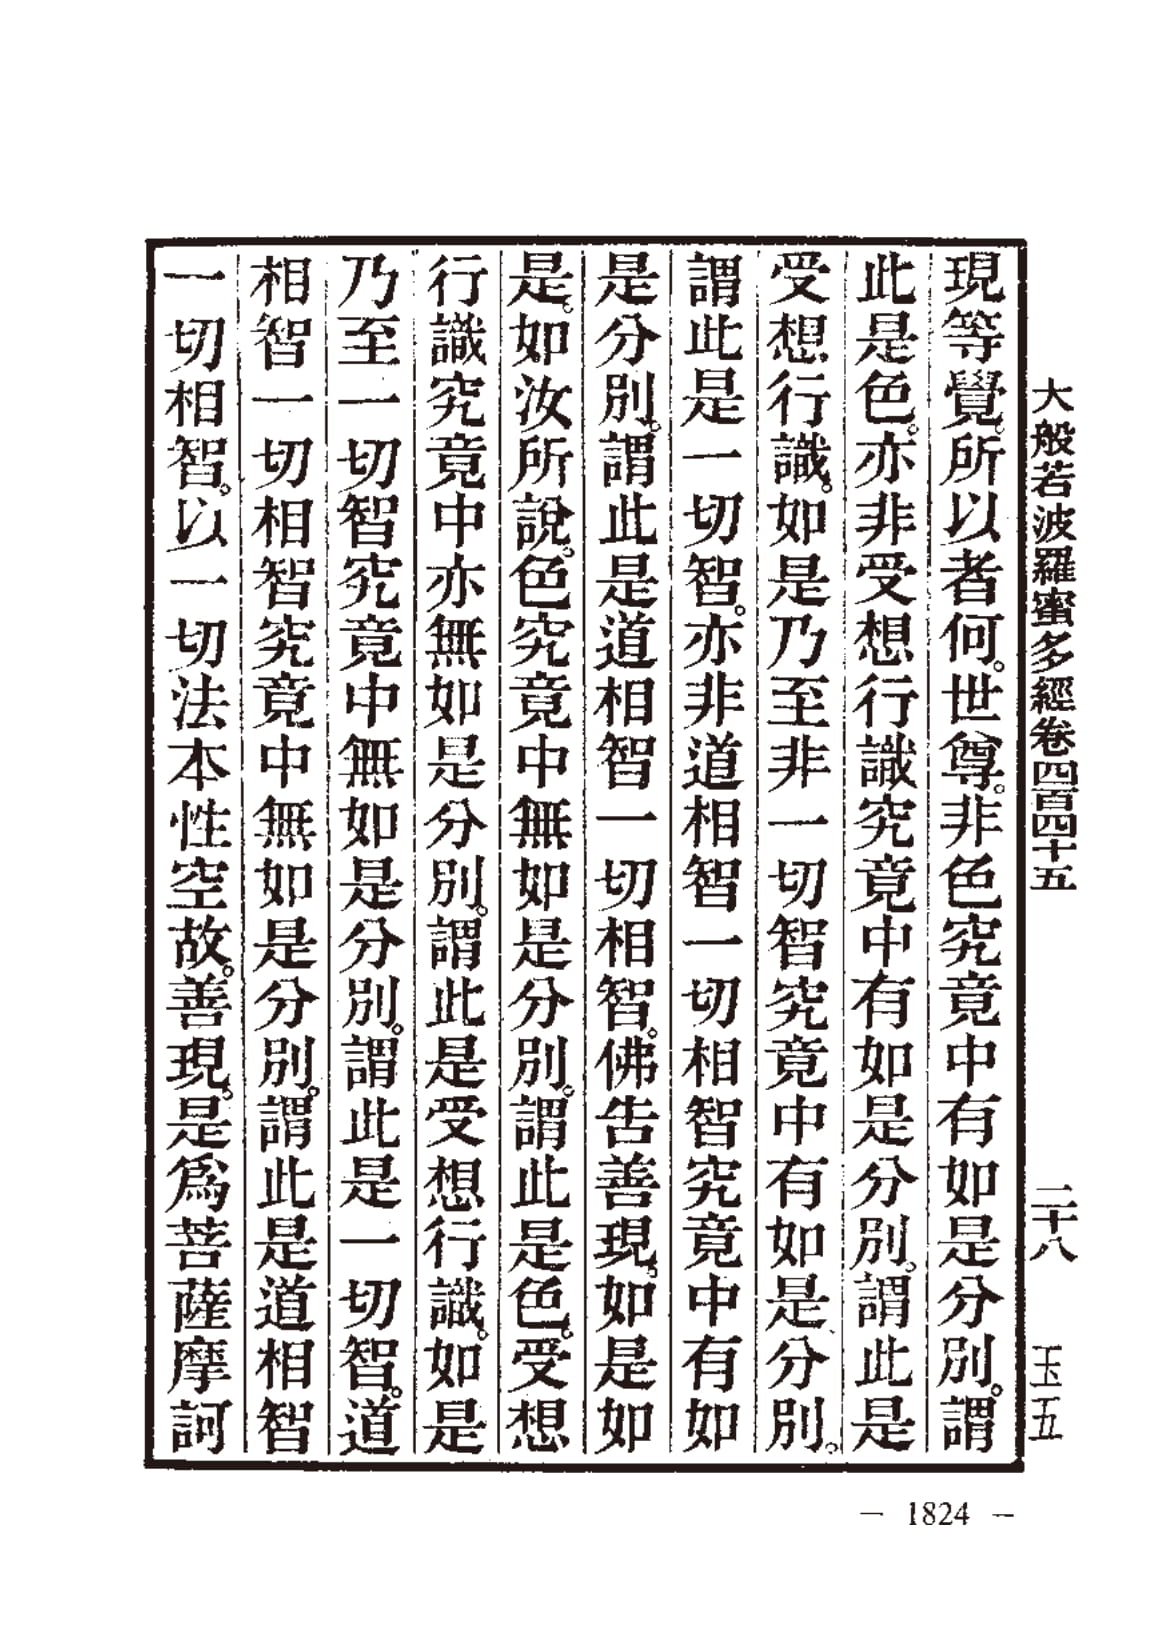 大般若波羅蜜多經卷四百四十五　二十八　玉五
現等覺。所以者何。世尊。非色究竟中有如是分別。謂
此是色。亦非受想行識究竟中有如是分別。謂此是
受想行識。如是乃至非一切智究竟中有如是分別。
謂此是一切智。亦非道相智一切相智究竟中有如
是分別。謂此是道相智一切相智。佛告善現。如是如
是。如汝所說。色究竟中無如是分別。謂此是色。受想
行識究竟中亦無如是分別。謂此是受想行識。如是
乃至一切智究竟中無如是分別。謂此是一切智。道
相智一切相智究竟中無如是分別。謂此是道相智
一切相智。以一切法本性空故。善現。是爲菩薩摩訶
— 1824 —